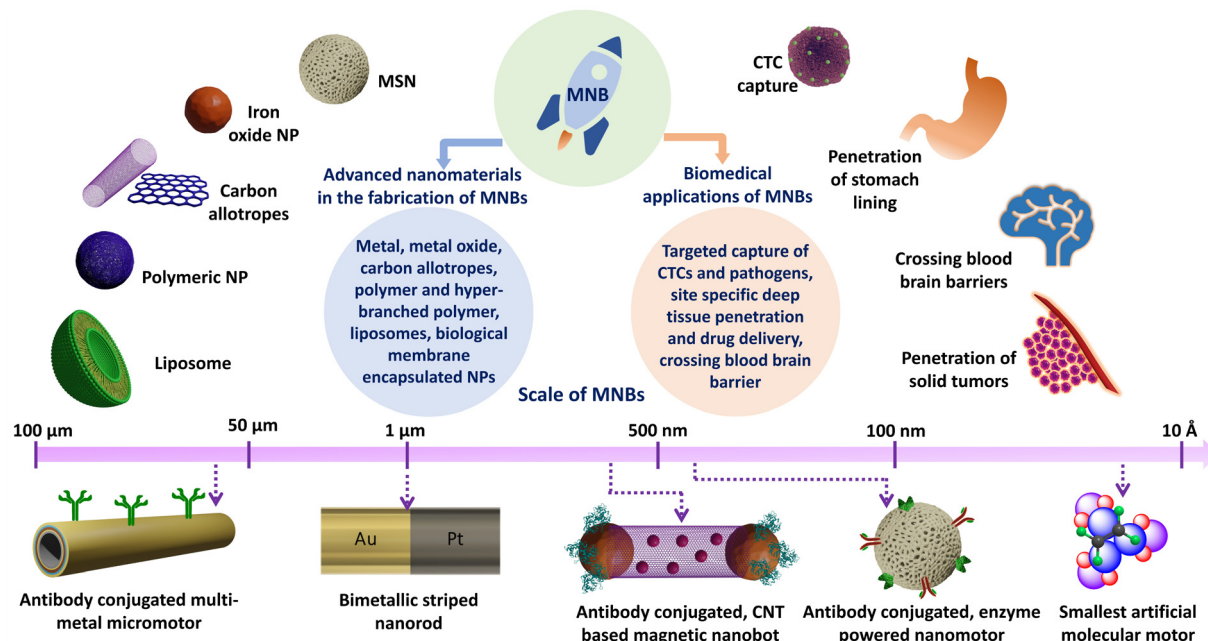 MNB
MSN
Iron
oxide NP
Carbon
allotropes
Polymeric NP
Liposome
Advanced nanomaterials
in the fabrication of MNBs
Metal, metal oxide,
carbon allotropes,
polymer and hyper-
branched polymer,
liposomes, biological
membrane
encapsulated NPs
Biomedical
applications of MNBs
Targeted capture of
CTCs and pathogens,
site specific deep
tissue penetration
and drug delivery,
crossing blood brain
barrier
CTC
capture
Penetration
of stomach
lining
Crossing blood
brain barriers
Penetration of
solid tumors
Scale of MNBs
100 µm
50 µm
1 µm
500 nm
100 nm
10 Å
Au
Pt
Antibody conjugated multi-
metal micromotor
Bimetallic striped
nanorod
Antibody conjugated, CNT
based magnetic nanobot
Antibody conjugated, enzyme
powered nanomotor
Smallest artificial
molecular motor